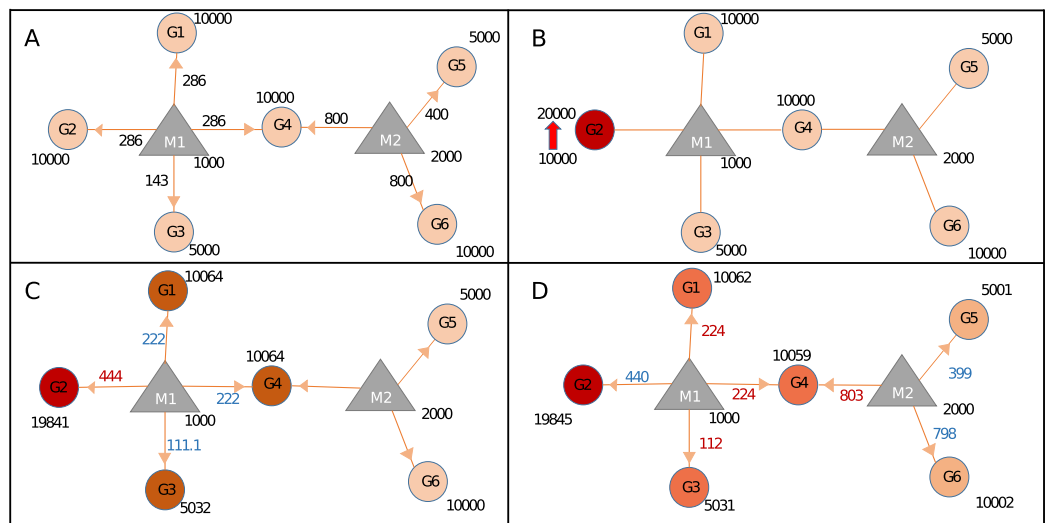 A
G1
10000
286
G2
10000
286
M1
1000
286
10000
G4
143
G3
5000
800
M2
2000
400
5000
G5
800
G6
10000
B
G1
10000
20000
G2
10000
M1
1000
10000
G4
G3
5000
M2
2000
5000
G5
G6
10000
C
G1
10064
222
G2
19841
444
M1
1000
222
10064
G4
111.1
G3
5032
M2
2000
5000
G5
G6
10000
D
G1
10062
224
G2
19845
440
M1
1000
224
10059
G4
112
G3
5031
803
M2
2000
399
5001
G5
798
G6
10002